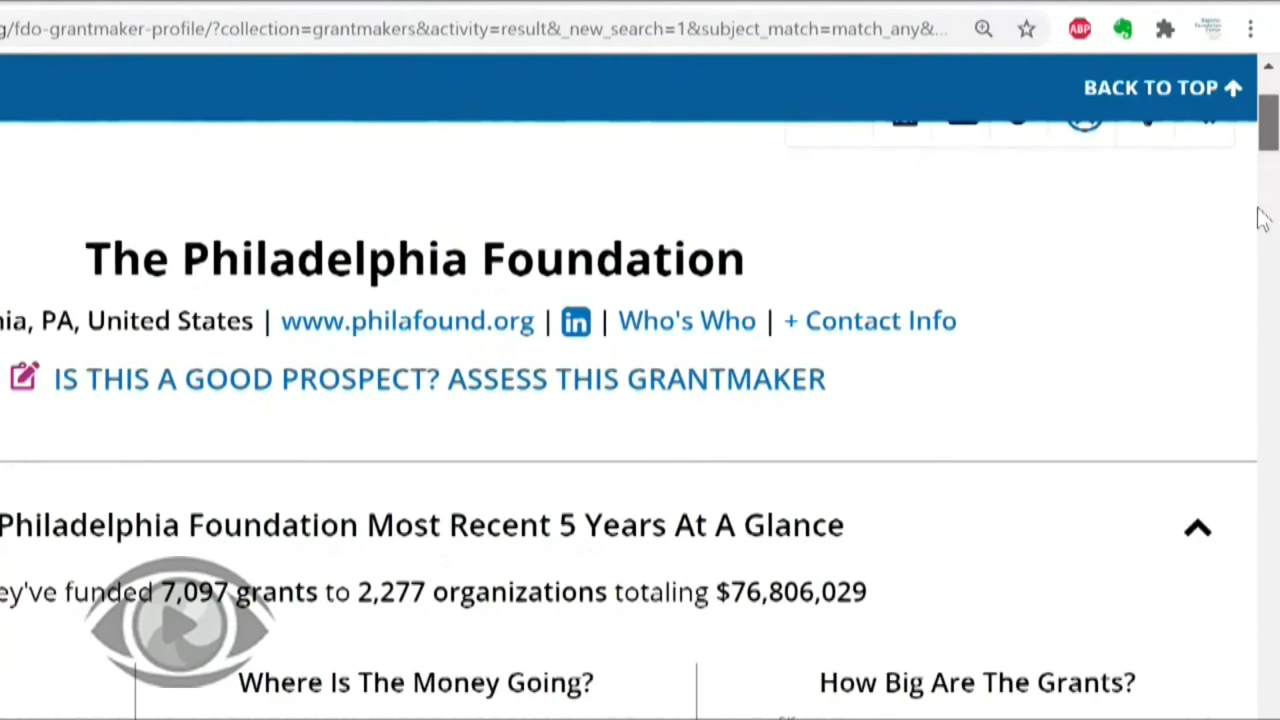 g/fdo-grantmaker-profile/?collection=grantmakers&activity=result&_new_search=1&subject_match=match_any&...
ABP
BACK TO TOP
The Philadelphia Foundation
nia, PA, United States | www.philafound.org | in | Who's Who | + Contact Info
IS THIS A GOOD PROSPECT? ASSESS THIS GRANTMAKER
Philadelphia Foundation Most Recent 5 Years At A Glance
ey've funded 7,097 grants to 2,277 organizations totaling $76,806,029
Where Is The Money Going?
How Big Are The Grants?